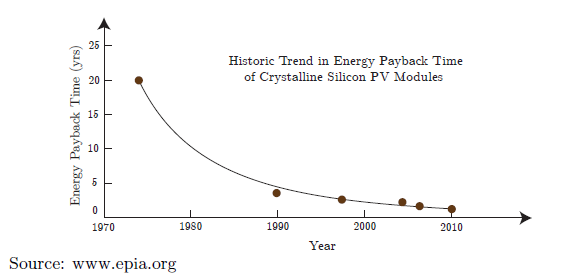 Historic Trend in Energy Payback Time
of Crystalline Silicon PV Modules
Energy Payback Time (yrs)
25
20
15
10
5
0
1970 1980 1990 2000 2010
Year
Source: www.epia.org